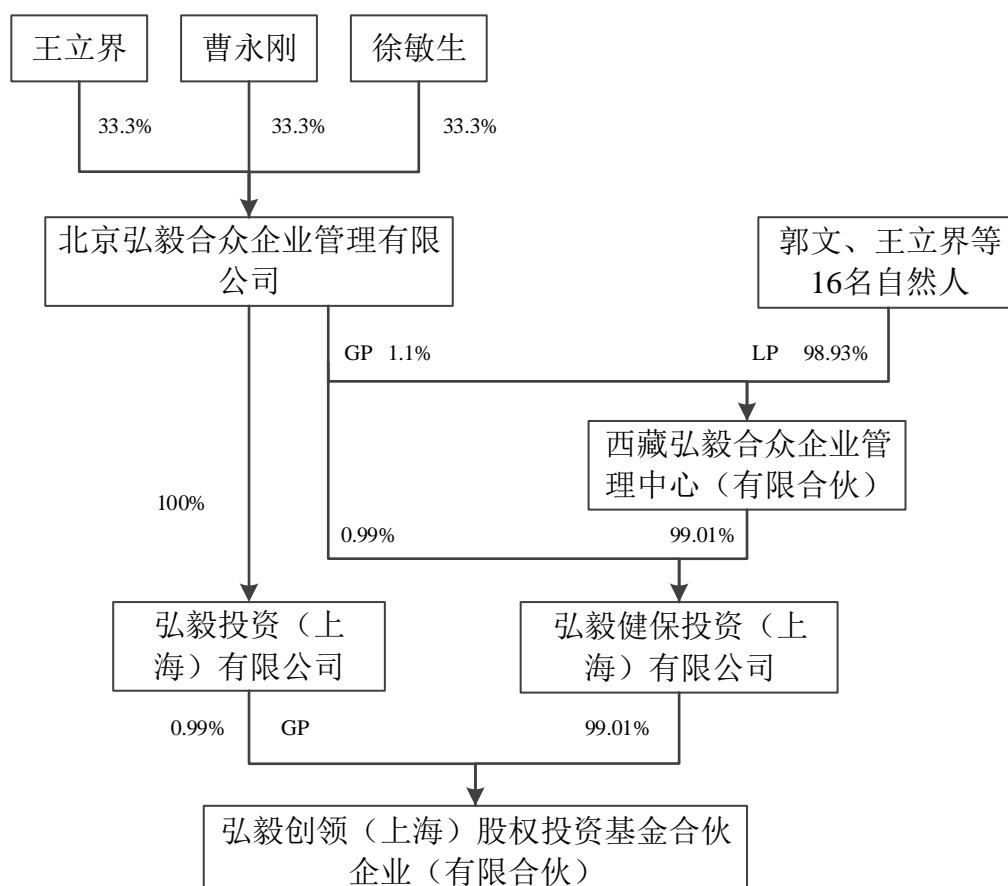 王立界
曹永刚
徐敏生
33.3%
33.3%
33.3%
北京弘毅合众企业管理有限
公司
郭文、王立界等
16名自然人
GP 1.1%
LP 98.93%
西藏弘毅合众企业管
理中心（有限合伙）
100%
0.99%
99.01%
弘毅投资（上
海）有限公司
弘毅健保投资（上
海）有限公司
0.99%
GP
99.01%
弘毅创领（上海）股权投资基金合伙
企业（有限合伙）